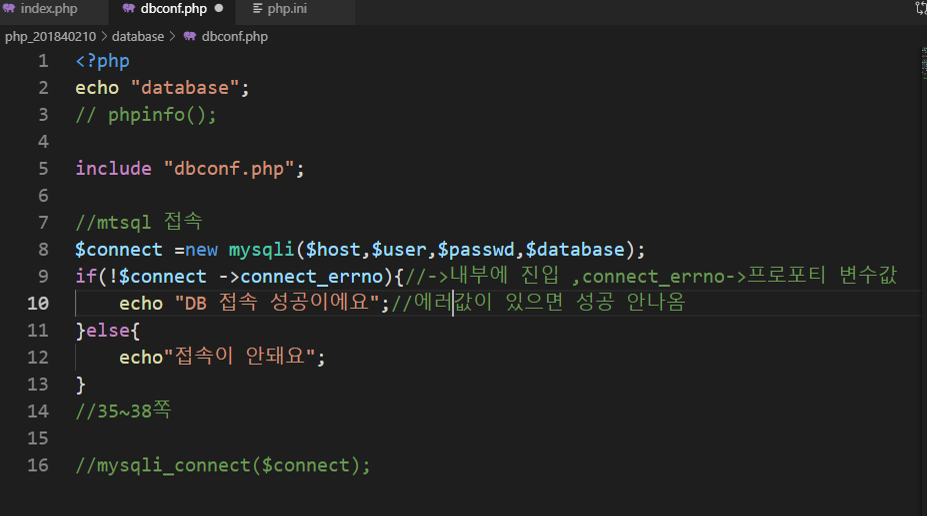 index.php dbconf.php php.ini
php_201840210 > database > dbconf.php
1 <?php
2 echo "database";
3 // phpinfo();
4
5 include "dbconf.php";
6
7 //mtsql 접속
8 $connect =new mysqli($host,$user,$passwd,$database);
9 if(!$connect ->connect_errno){//->내부에 진입 ,connect_errno->프로포티 변수값
10 echo "DB 접속 성공이에요";//에러값이 있으면 성공 안나옴
11 }else{
12 echo"접속이 안돼요";
13 }
14 //35~38쪽
15
16 //mysqli_connect($connect);